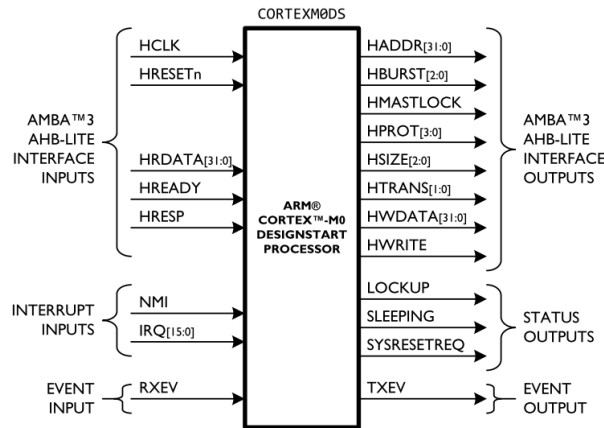 CORTEXM0DS
HCLK
HRESETn
HRDATA[31:0]
HREADY
HRESP
AMBA™3
AHB-LITE
INTERFACE
INPUTS
NMI
IRQ[15:0]
INTERRUPT
INPUTS
RXEV
EVENT
INPUT
ARM®
CORTEX™-M0
DESIGNSTART
PROCESSOR
HADDR[31:0]
HBURST[2:0]
HMASTLOCK
HPROT[3:0]
HSIZE[2:0]
HTRANS[1:0]
HWDATA[31:0]
HWRITE
AMBA™3
AHB-LITE
INTERFACE
OUTPUTS
LOCKUP
SLEEPING
SYSRESETREQ
STATUS
OUTPUTS
TXEV
EVENT
OUTPUT